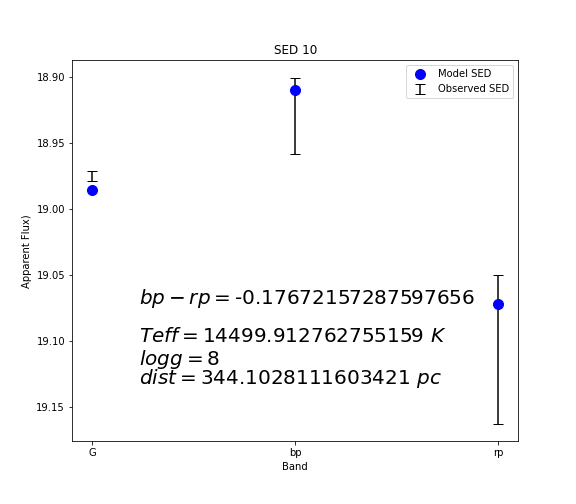 SED 10
Model SED
Observed SED
18.90
18.95
19.00
19.05
19.10
19.15
Apparent Flux)
bp − rp = -0.17672157287597656
Teff = 14499.912762755159 K
logg = 8
dist = 344.1028111603421 pc
G bp rp
Band